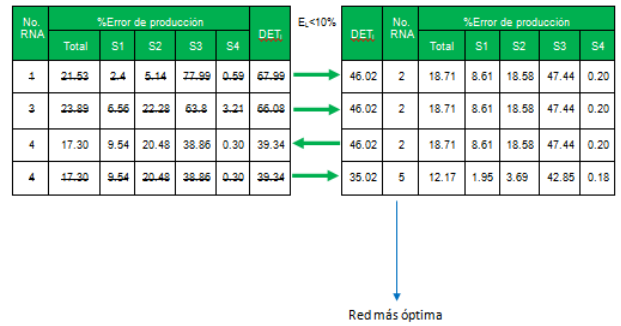 No. RNA %Error de producción DET. E_L<10% DET. No. RNA %Error de producción
Total S1 S2 S3 S4 Total S1 S2 S3 S4
1 21.53 2.4 5.14 77.99 0.59 67.99 46.02 2 18.71 8.61 18.58 47.44 0.20
3 23.89 6.56 22.28 63.8 3.21 66.08 46.02 2 18.71 8.61 18.58 47.44 0.20
4 17.30 9.54 20.48 38.86 0.30 39.34 46.02 2 18.71 8.61 18.58 47.44 0.20
4 17.30 9.54 20.48 38.86 0.30 39.34 35.02 5 12.17 1.95 3.69 42.85 0.18
Red más óptima